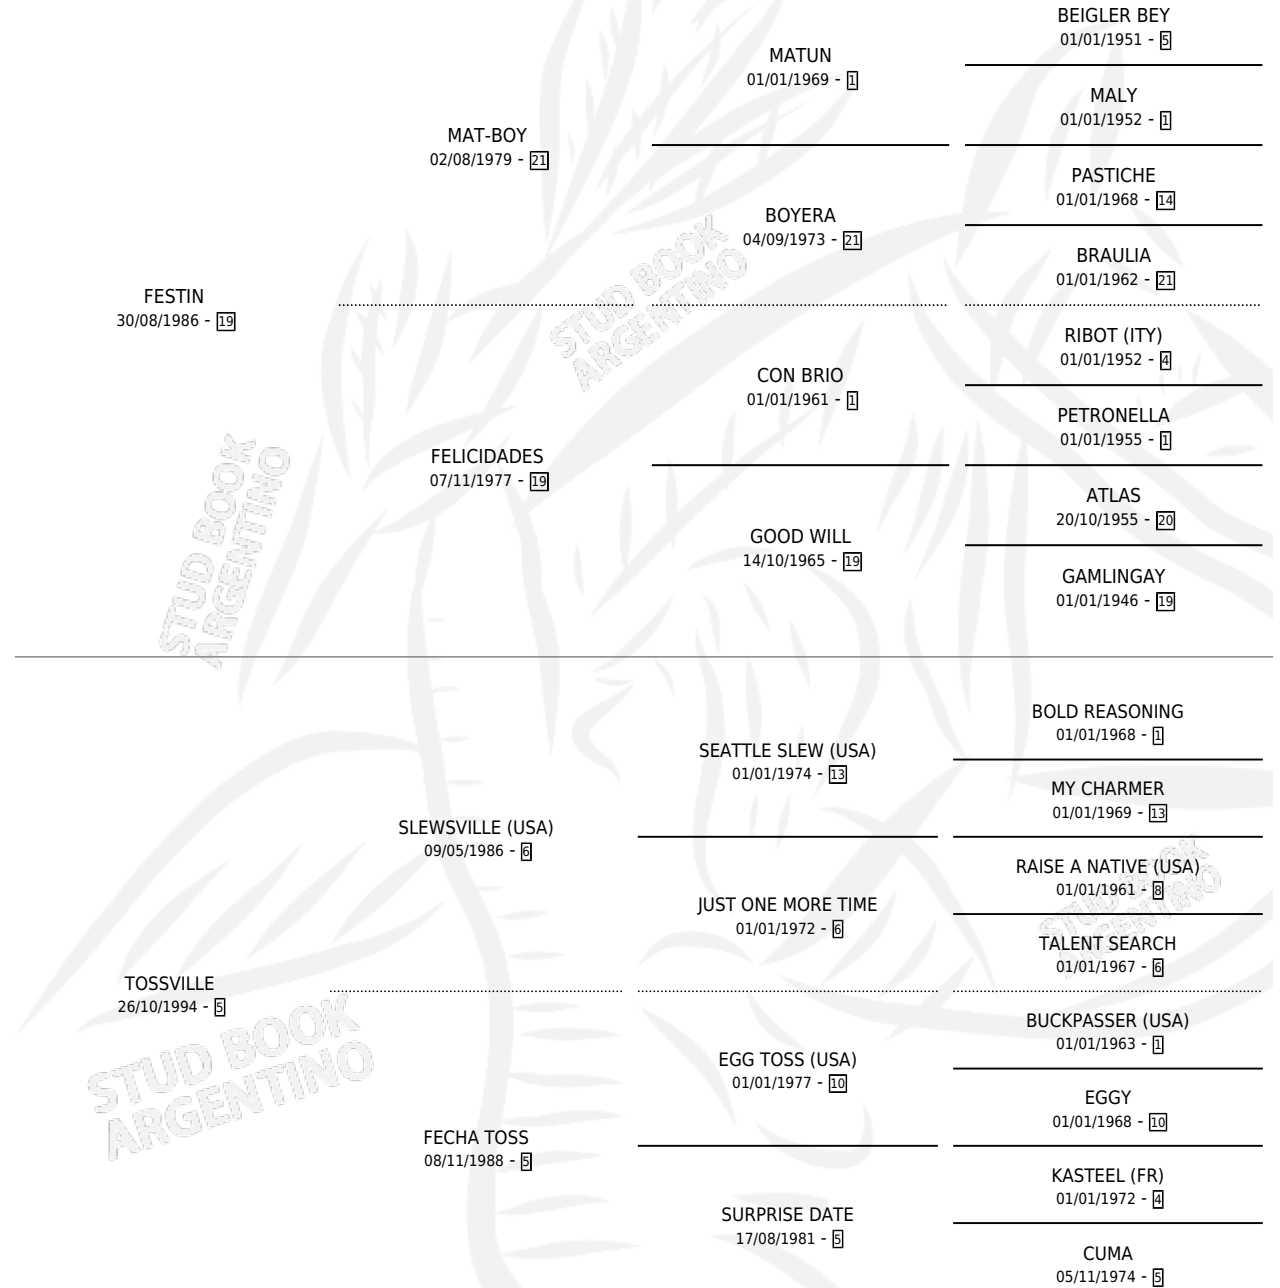 BEIGLER BEY
01/01/1951 - 5
MATUN
01/01/1969 - 1
MALY
01/01/1952 - 1
MAT-BOY
02/08/1979 - 21
PASTICHE
01/01/1968 - 14
BOYERA
04/09/1973 - 21
BRAULIA
01/01/1962 - 21
FESTIN
30/08/1986 - 19
STUD BOOK
ARGENTINO
RIBOT (ITY)
01/01/1952 - 4
CON BRIO
01/01/1961 - 1
PETRONELLA
01/01/1955 - 1
FELICIDADES
07/11/1977 - 19
ATLAS
20/10/1955 - 20
GOOD WILL
14/10/1965 - 19
GAMLINGAY
01/01/1946 - 19
STUD BOOK
ARGENTINO
BOLD REASONING
01/01/1968 - 1
SEATTLE SLEW (USA)
01/01/1974 - 13
MY CHARMER
01/01/1969 - 13
SLEWSVILLE (USA)
09/05/1986 - 6
RAISE A NATIVE (USA)
01/01/1961 - 8
JUST ONE MORE TIME
01/01/1972 - 6
TALENT SEARCH
01/01/1967 - 6
STUD BOOK
ARGENTINO
TOSSVILLE
26/10/1994 - 5
BUCKPASSER (USA)
01/01/1963 - 1
EGG TOSS (USA)
01/01/1977 - 10
EGGY
01/01/1968 - 10
STUD BOOK
ARGENTINO
FECHA TOSS
08/11/1988 - 5
KASTEEL (FR)
01/01/1972 - 4
SURPRISE DATE
17/08/1981 - 5
CUMA
05/11/1974 - 5